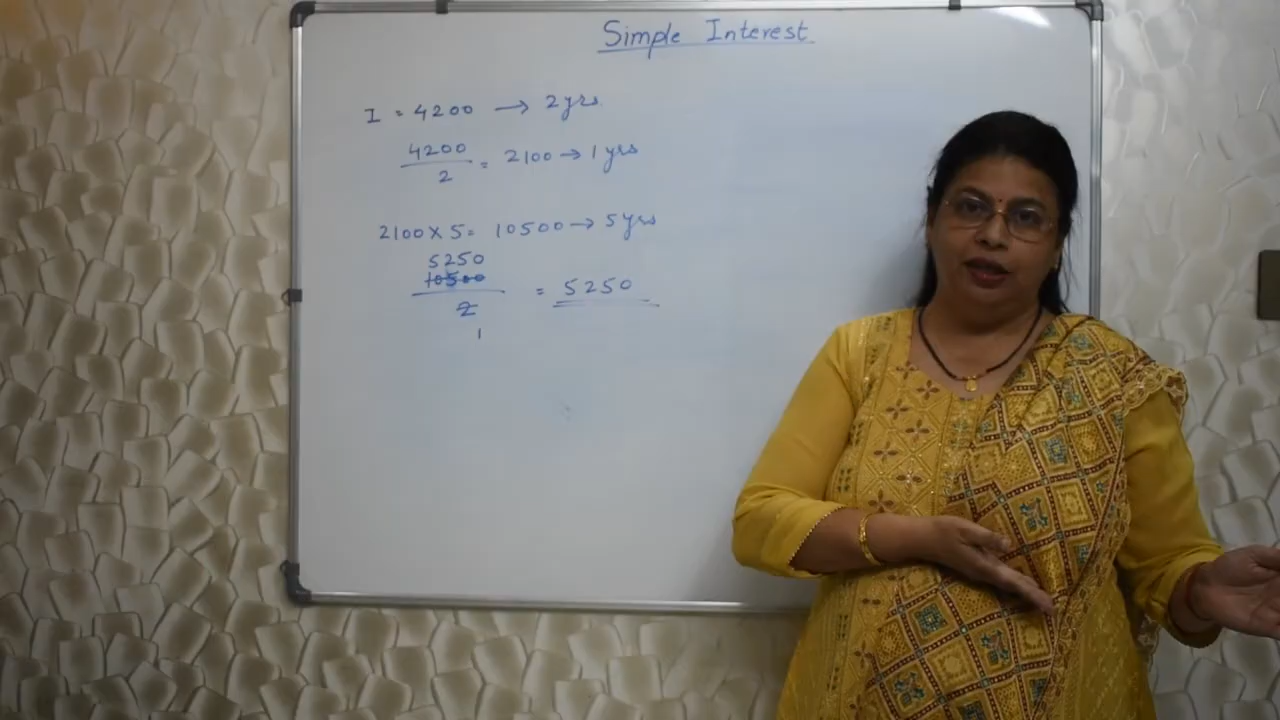 Simple Interest
I = 4200 → 2 yrs
4200
2
= 2100 → 1 yrs
2100 × 5 = 10500 → 5 yrs
5250
10500
2
= 5250
1